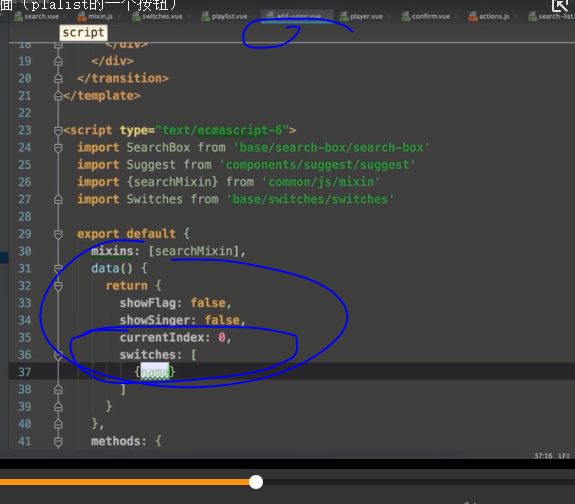 面（plalist的一个按钮）
search.vue mixin.js switches.vue playlist.vue add-song.vue player.vue confirm.vue actions.js search-list
script
18 </div>
19 </div>
20 </transition>
21 </template>
22
23 <script type="text/ecmascript-6">
24 import SearchBox from 'base/search-box/search-box'
25 import Suggest from 'components/suggest/suggest'
26 import {searchMixin} from 'common/js/mixin'
27 import Switches from 'base/switches/switches'
28
29 export default {
30 mixins: [searchMixin],
31 data() {
32 return {
33 showFlag: false,
34 showSinger: false,
35 currentIndex: 0,
36 switches: [
37 {nama}
38 ]
39 }
40 },
41 methods: {
37:16 LF÷